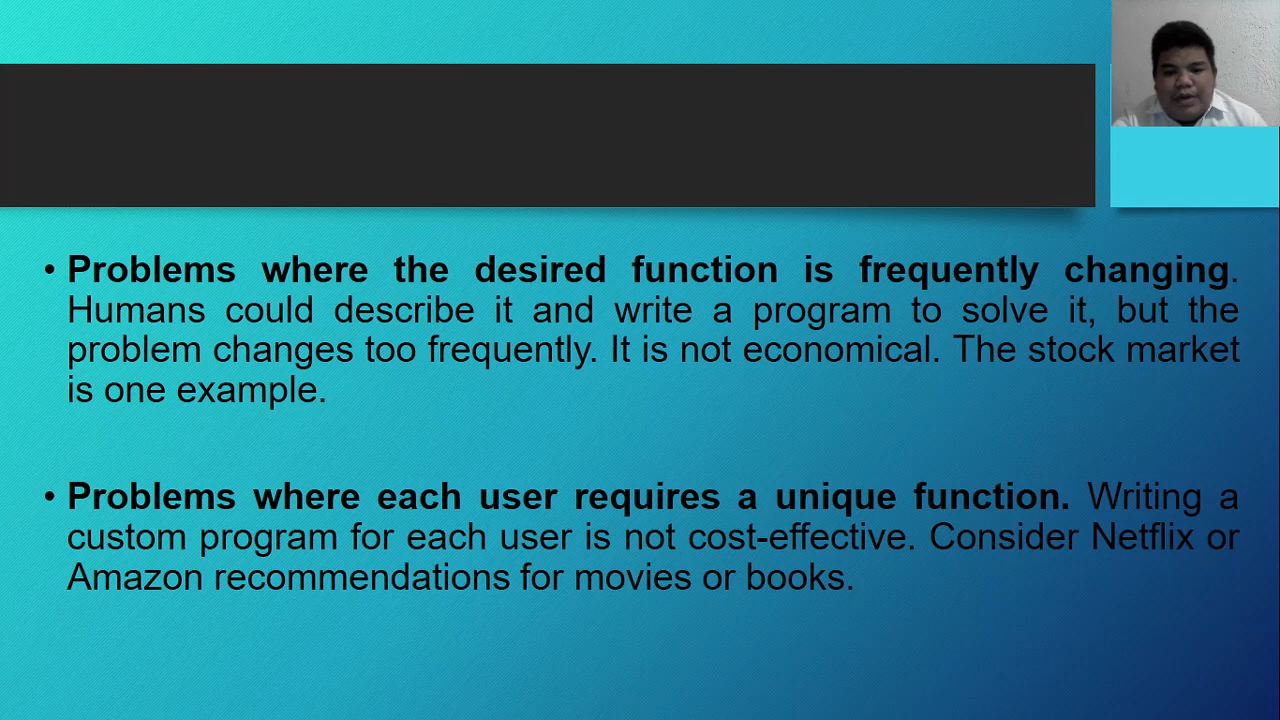 • Problems where the desired function is frequently changing.
Humans could describe it and write a program to solve it, but the
problem changes too frequently. It is not economical. The stock market
is one example.
• Problems where each user requires a unique function. Writing a
custom program for each user is not cost-effective. Consider Netflix or
Amazon recommendations for movies or books.